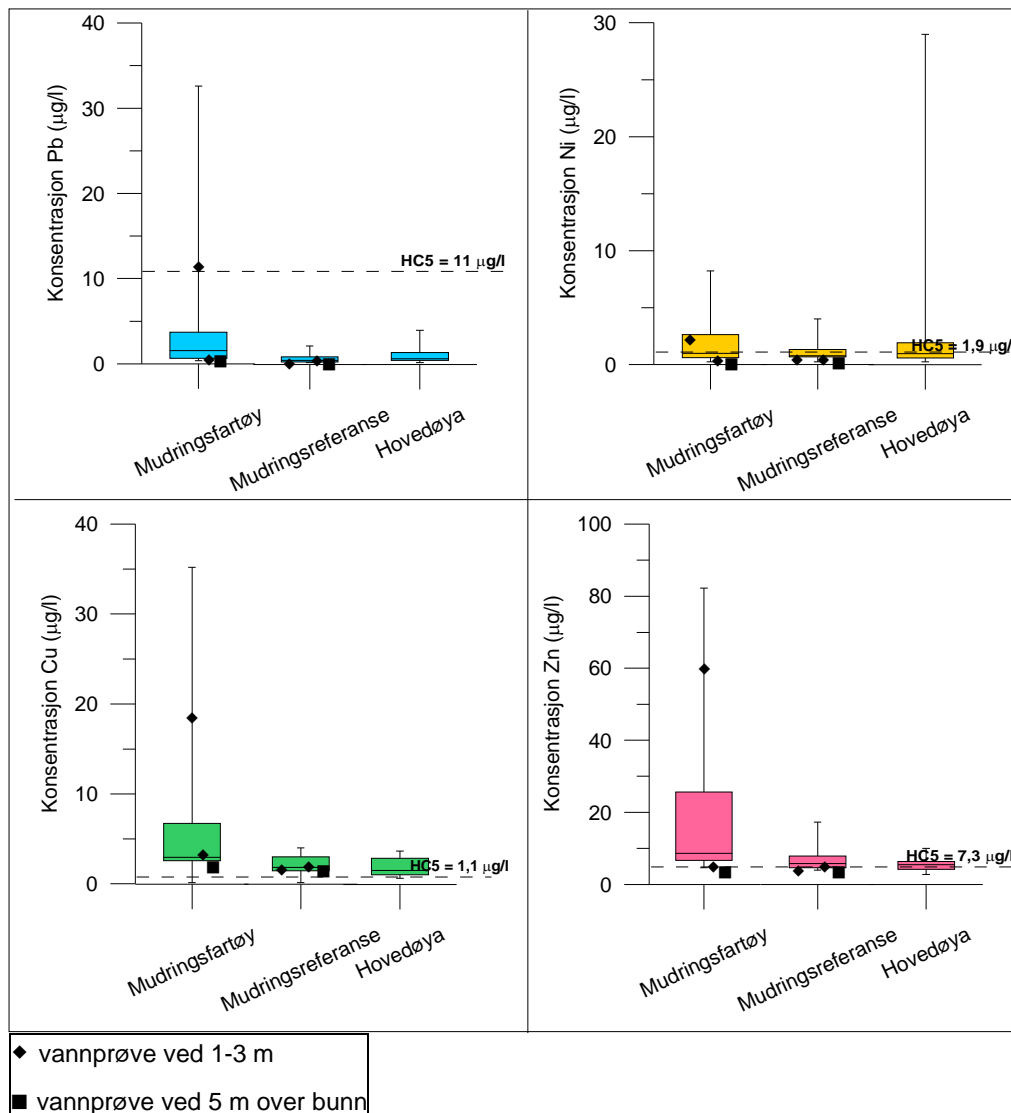 40
30
20
10
0
Konsentrasjon Pb (μg/l)
HC5 = 11 μg/l
Mudringsfartøy
Mudringsreferanse
Hovedøya
30
20
10
0
Konsentrasjon Ni (μg/l)
HC5 = 1,9 μg/l
Mudringsfartøy
Mudringsreferanse
Hovedøya
40
30
20
10
0
Konsentrasjon Cu (μg/l)
HC5 = 1,1 μg/l
Mudringsfartøy
Mudringsreferanse
Hovedøya
100
80
60
40
20
0
Konsentrasjon Zn (μg/l)
HC5 = 7,3 μg/l
Mudringsfartøy
Mudringsreferanse
Hovedøya
vannprøve ved 1-3 m
vannprøve ved 5 m over bunn